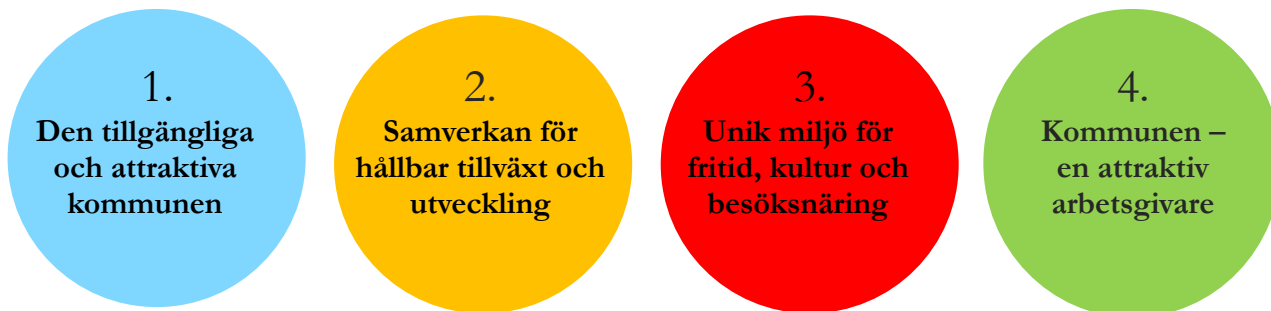 1.
Den tillgängliga
och attraktiva
kommunen
2.
Samverkan för
hållbar tillväxt och
utveckling
3.
Unik miljö för
fritid, kultur och
besöksnäring
4.
Kommunen –
en attraktiv
arbetsgivare